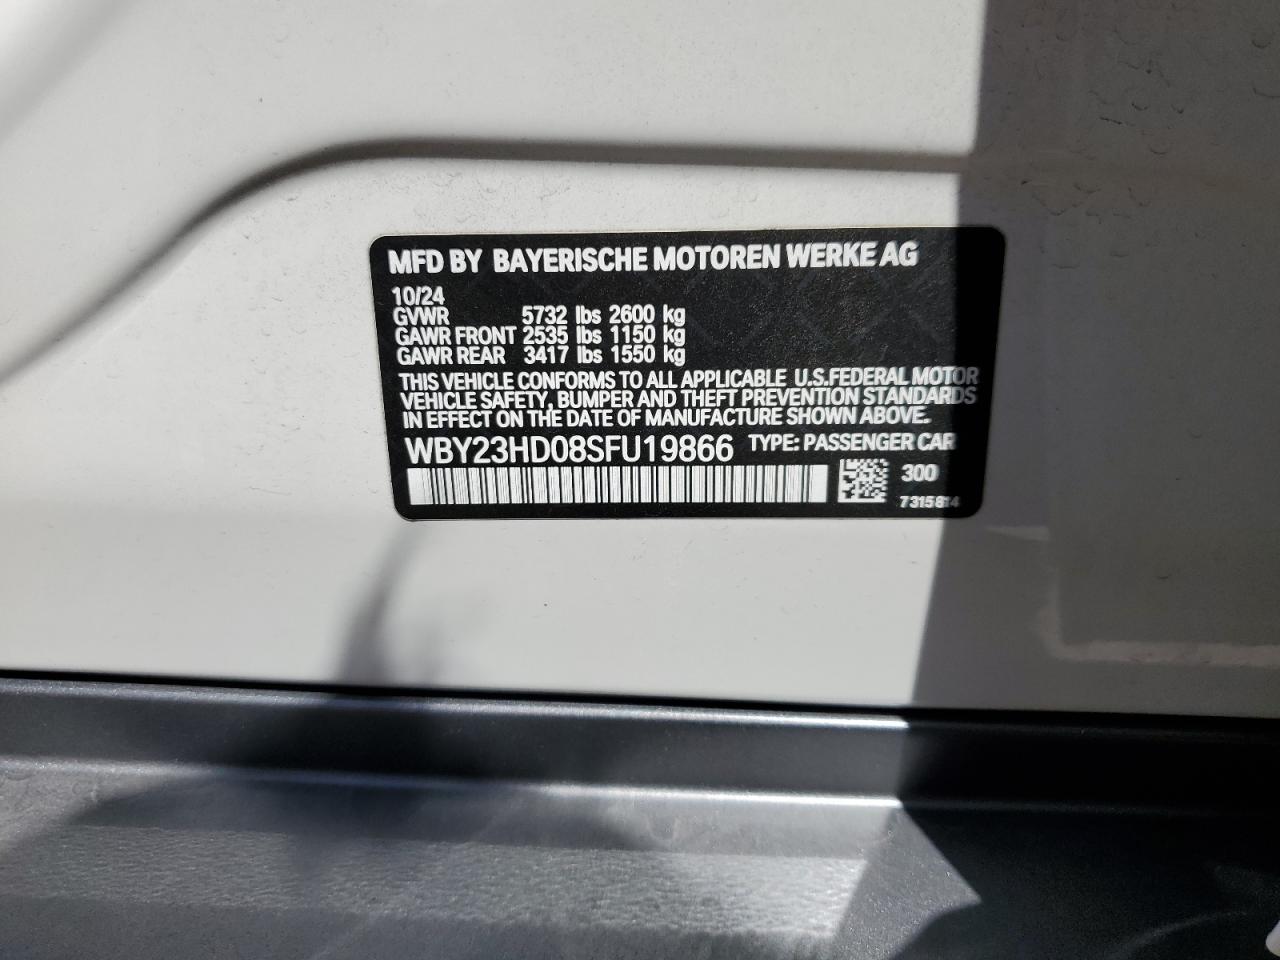 MFD BY BAYERISCHE MOTOREN WERKE AG
10/24
GVWR 5732 lbs 2600 kg
GAWR FRONT 2535 lbs 1150 kg
GAWR REAR 3417 lbs 1550 kg
THIS VEHICLE CONFORMS TO ALL APPLICABLE U.S.FEDERAL MOTOR
VEHICLE SAFETY, BUMPER AND THEFT PREVENTION STANDARDS
IN EFFECT ON THE DATE OF MANUFACTURE SHOWN ABOVE.
WBY23HD08SFU19866 TYPE: PASSENGER CAR
300
7315814